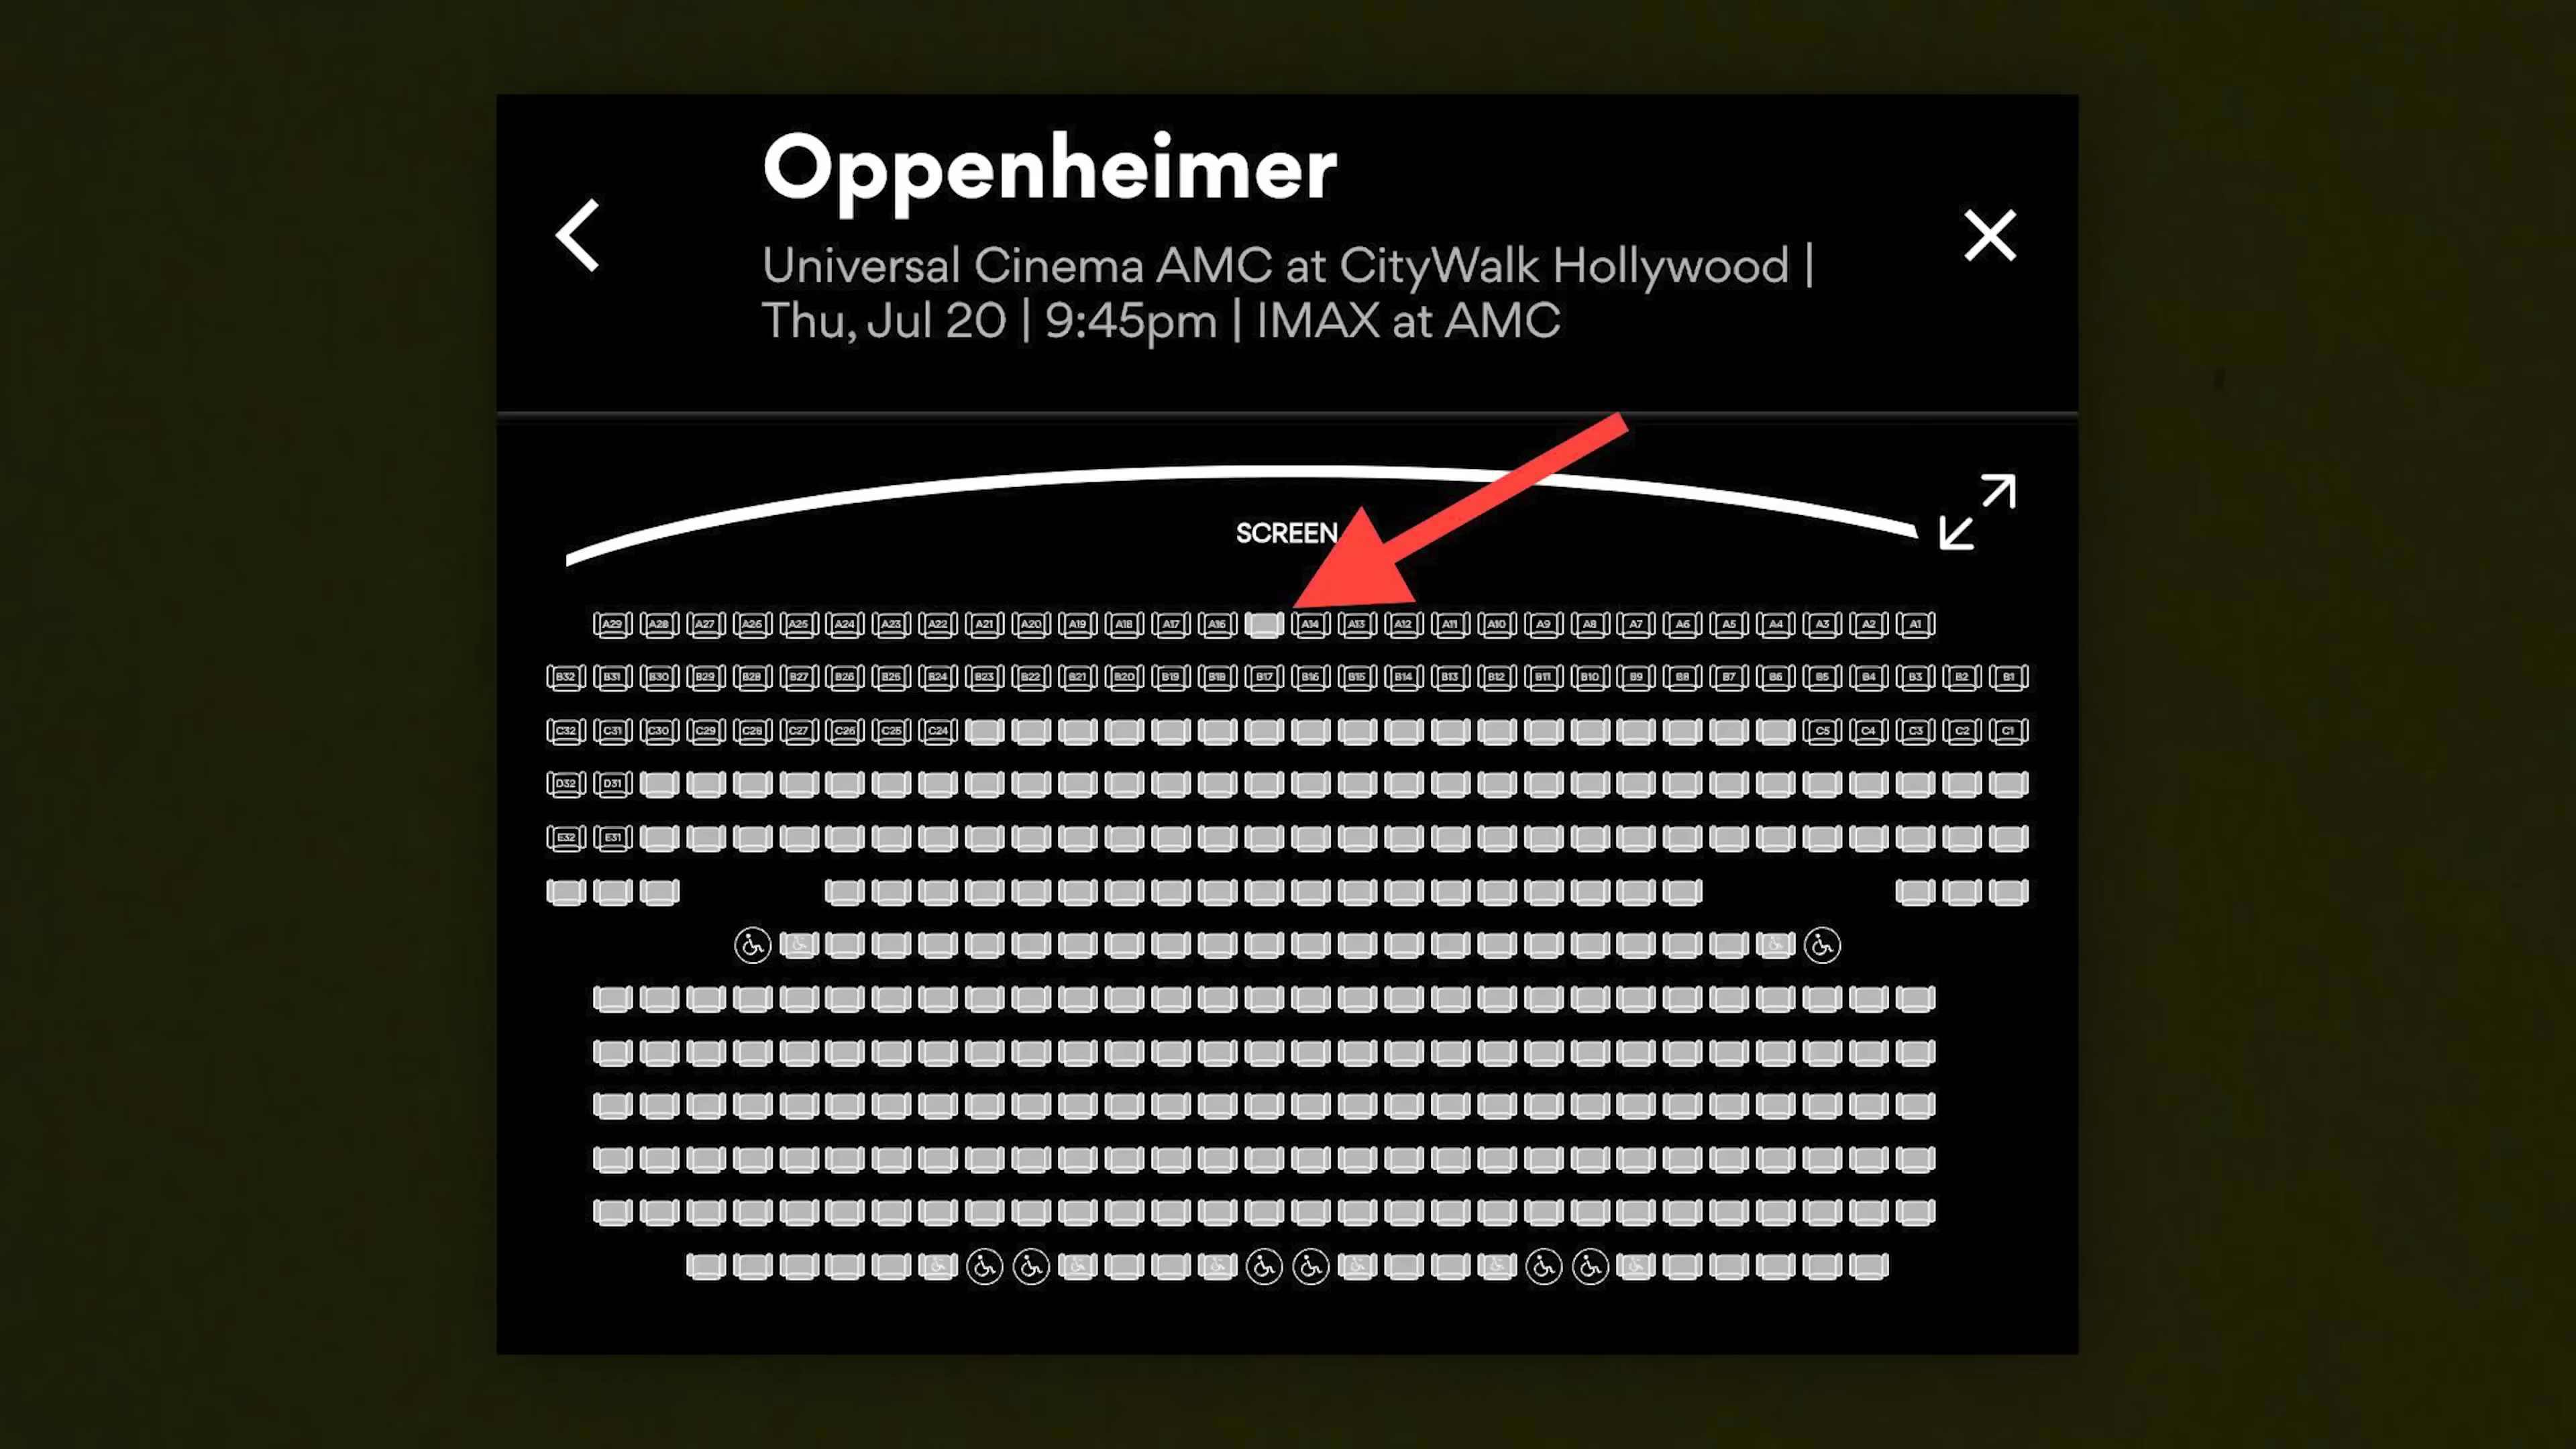 Oppenheimer
Universal Cinema AMC at CityWalk Hollywood |
Thu, Jul 20 | 9:45pm | IMAX at AMC
SCREEN
A29 A28 A27 A26 A25 A24 A23 A22 A21 A20 A19 A18 A17 A16 A14 A13 A12 A11 A10 A9 A8 A7 A6 A5 A4 A3 A2 A1
B32 B31 B30 B29 B28 B27 B26 B25 B24 B23 B22 B21 B20 B19 B18 B17 B16 B15 B14 B13 B12 B11 B10 B9 B8 B7 B6 B5 B4 B3 B2 B1
C32 C31 C30 C29 C28 C27 C26 C25 C24 C5 C4 C3 C2 C1
D32 D31
E32 E31